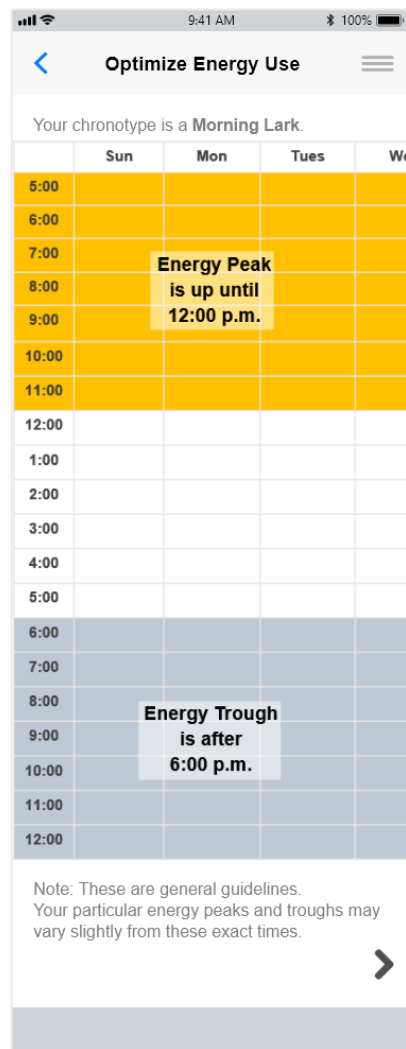 9:41 AM 100%
Optimize Energy Use
Your chronotype is a Morning Lark.
Sun Mon Tues We
5:00
6:00
7:00
8:00
9:00
10:00
11:00
Energy Peak
is up until
12:00 p.m.
12:00
1:00
2:00
3:00
4:00
5:00
6:00
7:00
8:00
9:00
10:00
11:00
12:00
Energy Trough
is after
6:00 p.m.
Note: These are general guidelines.
Your particular energy peaks and troughs may
vary slightly from these exact times.